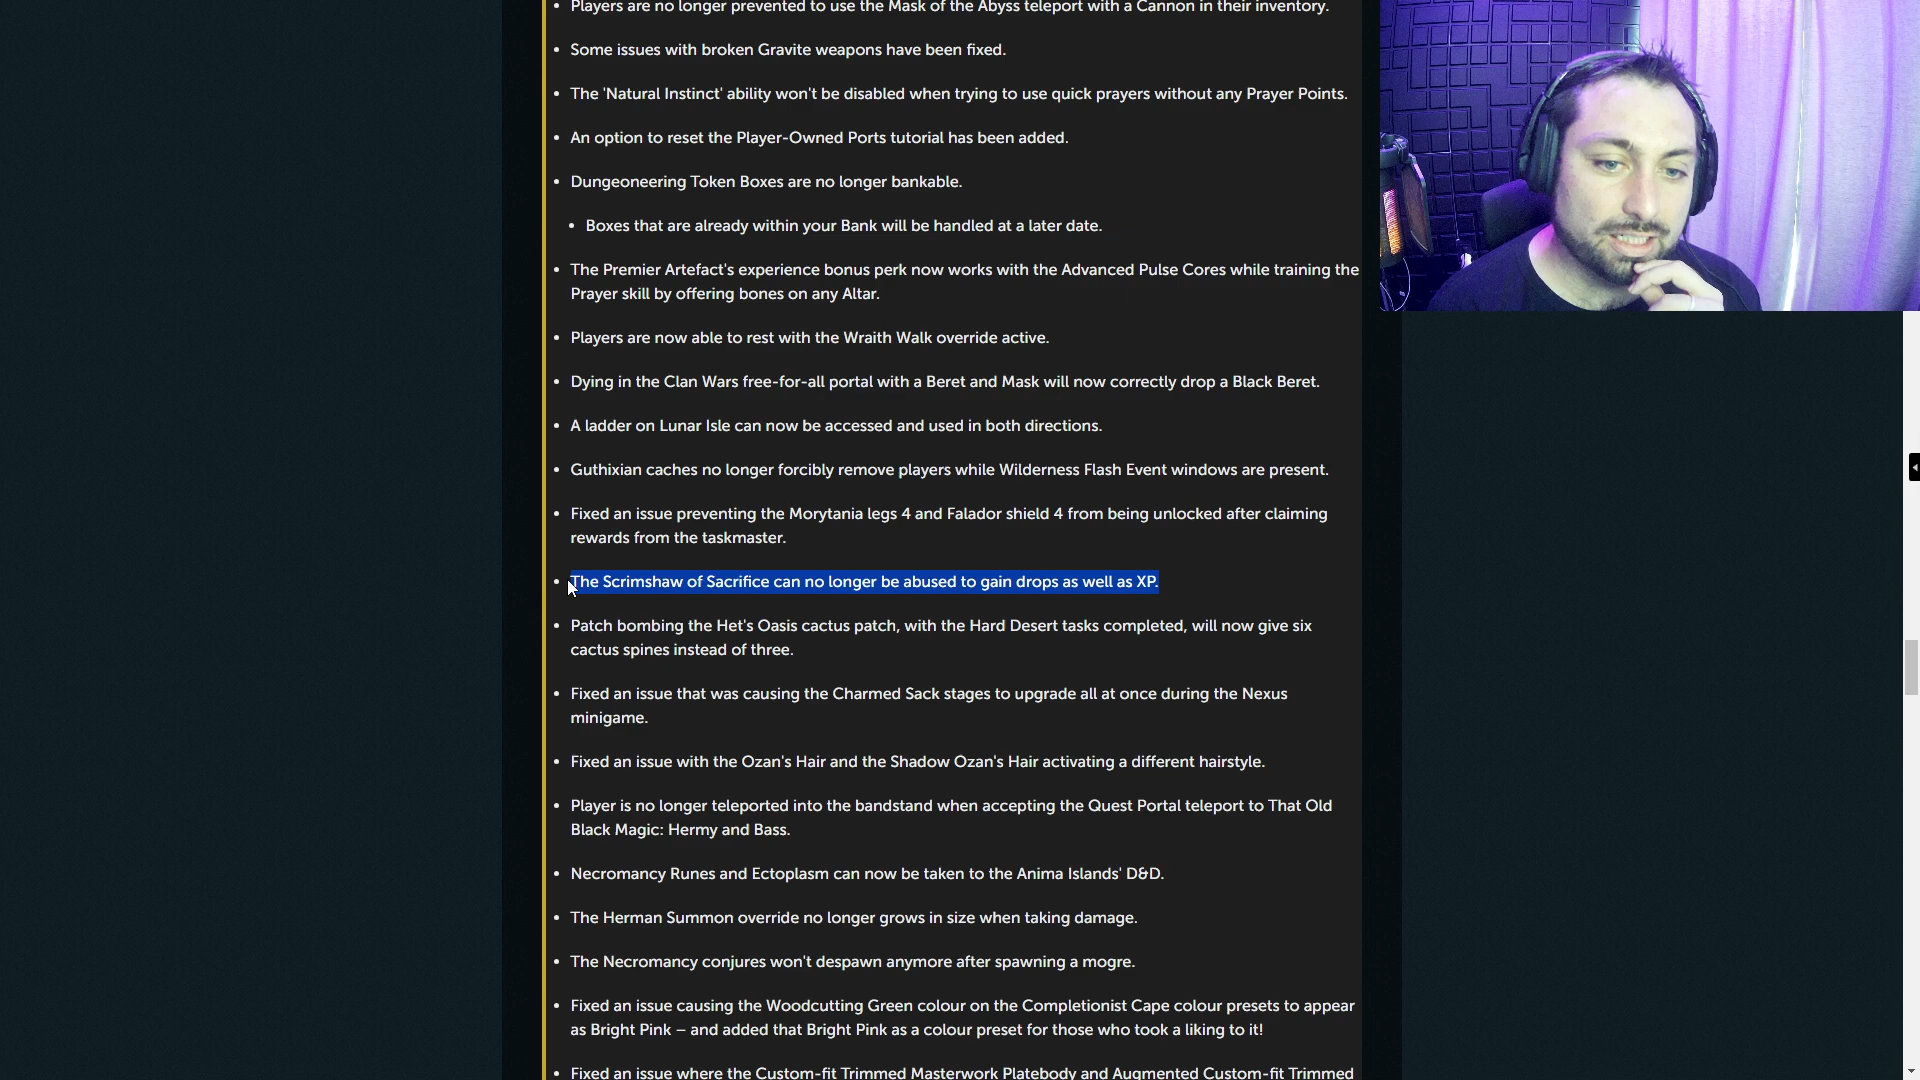 Players are no longer prevented to use the Mask of the Abyss teleport with a Cannon in their inventory.
Some issues with broken Gravite weapons have been fixed.
The 'Natural Instinct' ability won't be disabled when trying to use quick prayers without any Prayer Points.
An option to reset the Player-Owned Ports tutorial has been added.
Dungeoneering Token Boxes are no longer bankable.
Boxes that are already within your Bank will be handled at a later date.
The Premier Artefact's experience bonus perk now works with the Advanced Pulse Cores while training the
Prayer skill by offering bones on any Altar.
Players are now able to rest with the Wraith Walk override active.
Dying in the Clan Wars free-for-all portal with a Beret and Mask will now correctly drop a Black Beret.
A ladder on Lunar Isle can now be accessed and used in both directions.
Guthixian caches no longer forcibly remove players while Wilderness Flash Event windows are present.
Fixed an issue preventing the Morytania legs 4 and Falador shield 4 from being unlocked after claiming
rewards from the taskmaster.
The Scrimshaw of Sacrifice can no longer be abused to gain drops as well as XP.
Patch bombing the Het's Oasis cactus patch, with the Hard Desert tasks completed, will now give six
cactus spines instead of three.
Fixed an issue that was causing the Charmed Sack stages to upgrade all at once during the Nexus
minigame.
Fixed an issue with the Ozan's Hair and the Shadow Ozan's Hair activating a different hairstyle.
Player is no longer teleported into the bandstand when accepting the Quest Portal teleport to That Old
Black Magic: Hermy and Bass.
Necromancy Runes and Ectoplasm can now be taken to the Anima Islands' D&D.
The Herman Summon override no longer grows in size when taking damage.
The Necromancy conjures won't despawn anymore after spawning a mogre.
Fixed an issue causing the Woodcutting Green colour on the Completionist Cape colour presets to appear
as Bright Pink – and added that Bright Pink as a colour preset for those who took a liking to it!
Fixed an issue where the Custom-fit Trimmed Masterwork Platebody and Augmented Custom-fit Trimmed